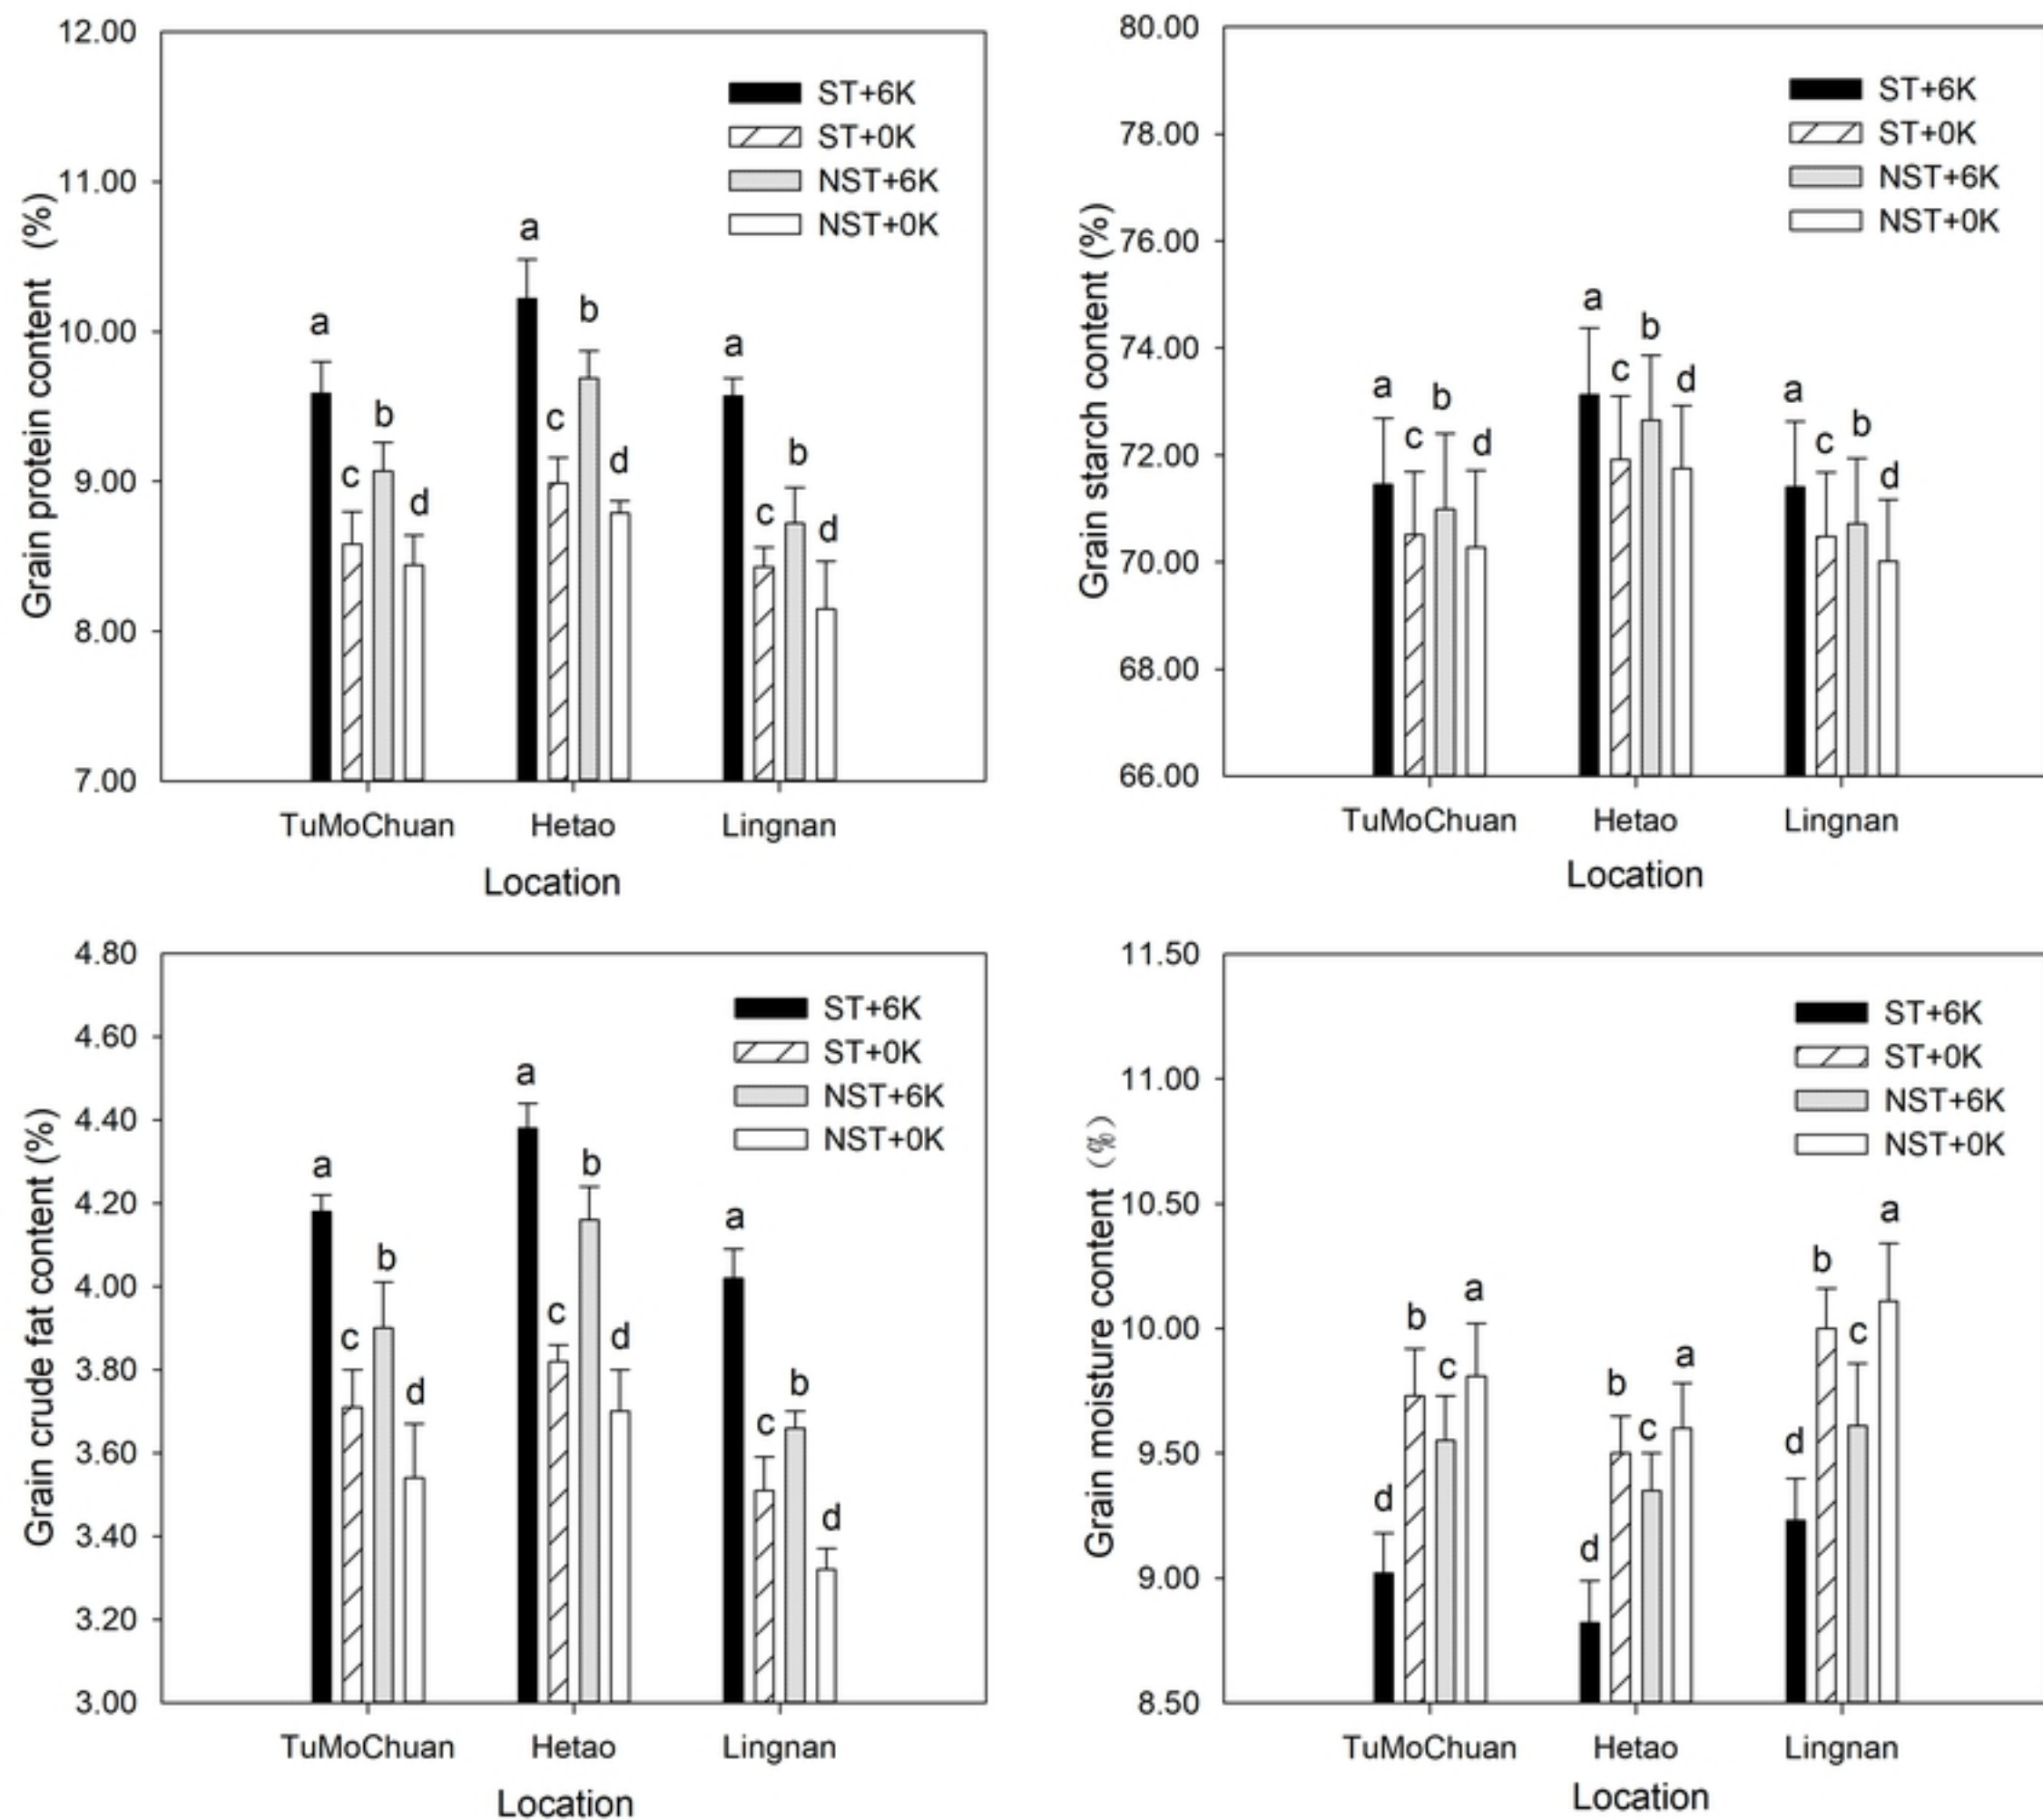 12.00
11.00
10.00
9.00
8.00
7.00
Grain protein content (%)
ST+6K
ST+0K
NST+6K
NST+0K
a
c
b
d
a
c
b
d
a
c
b
d
TuMoChuan
Hetao
Lingnan
Location
80.00
78.00
76.00
74.00
72.00
70.00
68.00
66.00
Grain starch content (%)
ST+6K
ST+0K
NST+6K
NST+0K
a
c
b
d
a
c
b
d
a
c
b
d
TuMoChuan
Hetao
Lingnan
Location
4.80
4.60
4.40
4.20
4.00
3.80
3.60
3.40
3.20
3.00
Grain crude fat content (%)
ST+6K
ST+0K
NST+6K
NST+0K
a
c
b
d
a
c
b
d
a
c
b
d
TuMoChuan
Hetao
Lingnan
Location
11.50
11.00
10.50
10.00
9.50
9.00
8.50
Grain moisture content (%)
ST+6K
ST+0K
NST+6K
NST+0K
d
b
c
a
d
b
c
a
d
b
c
a
TuMoChuan
Hetao
Lingnan
Location